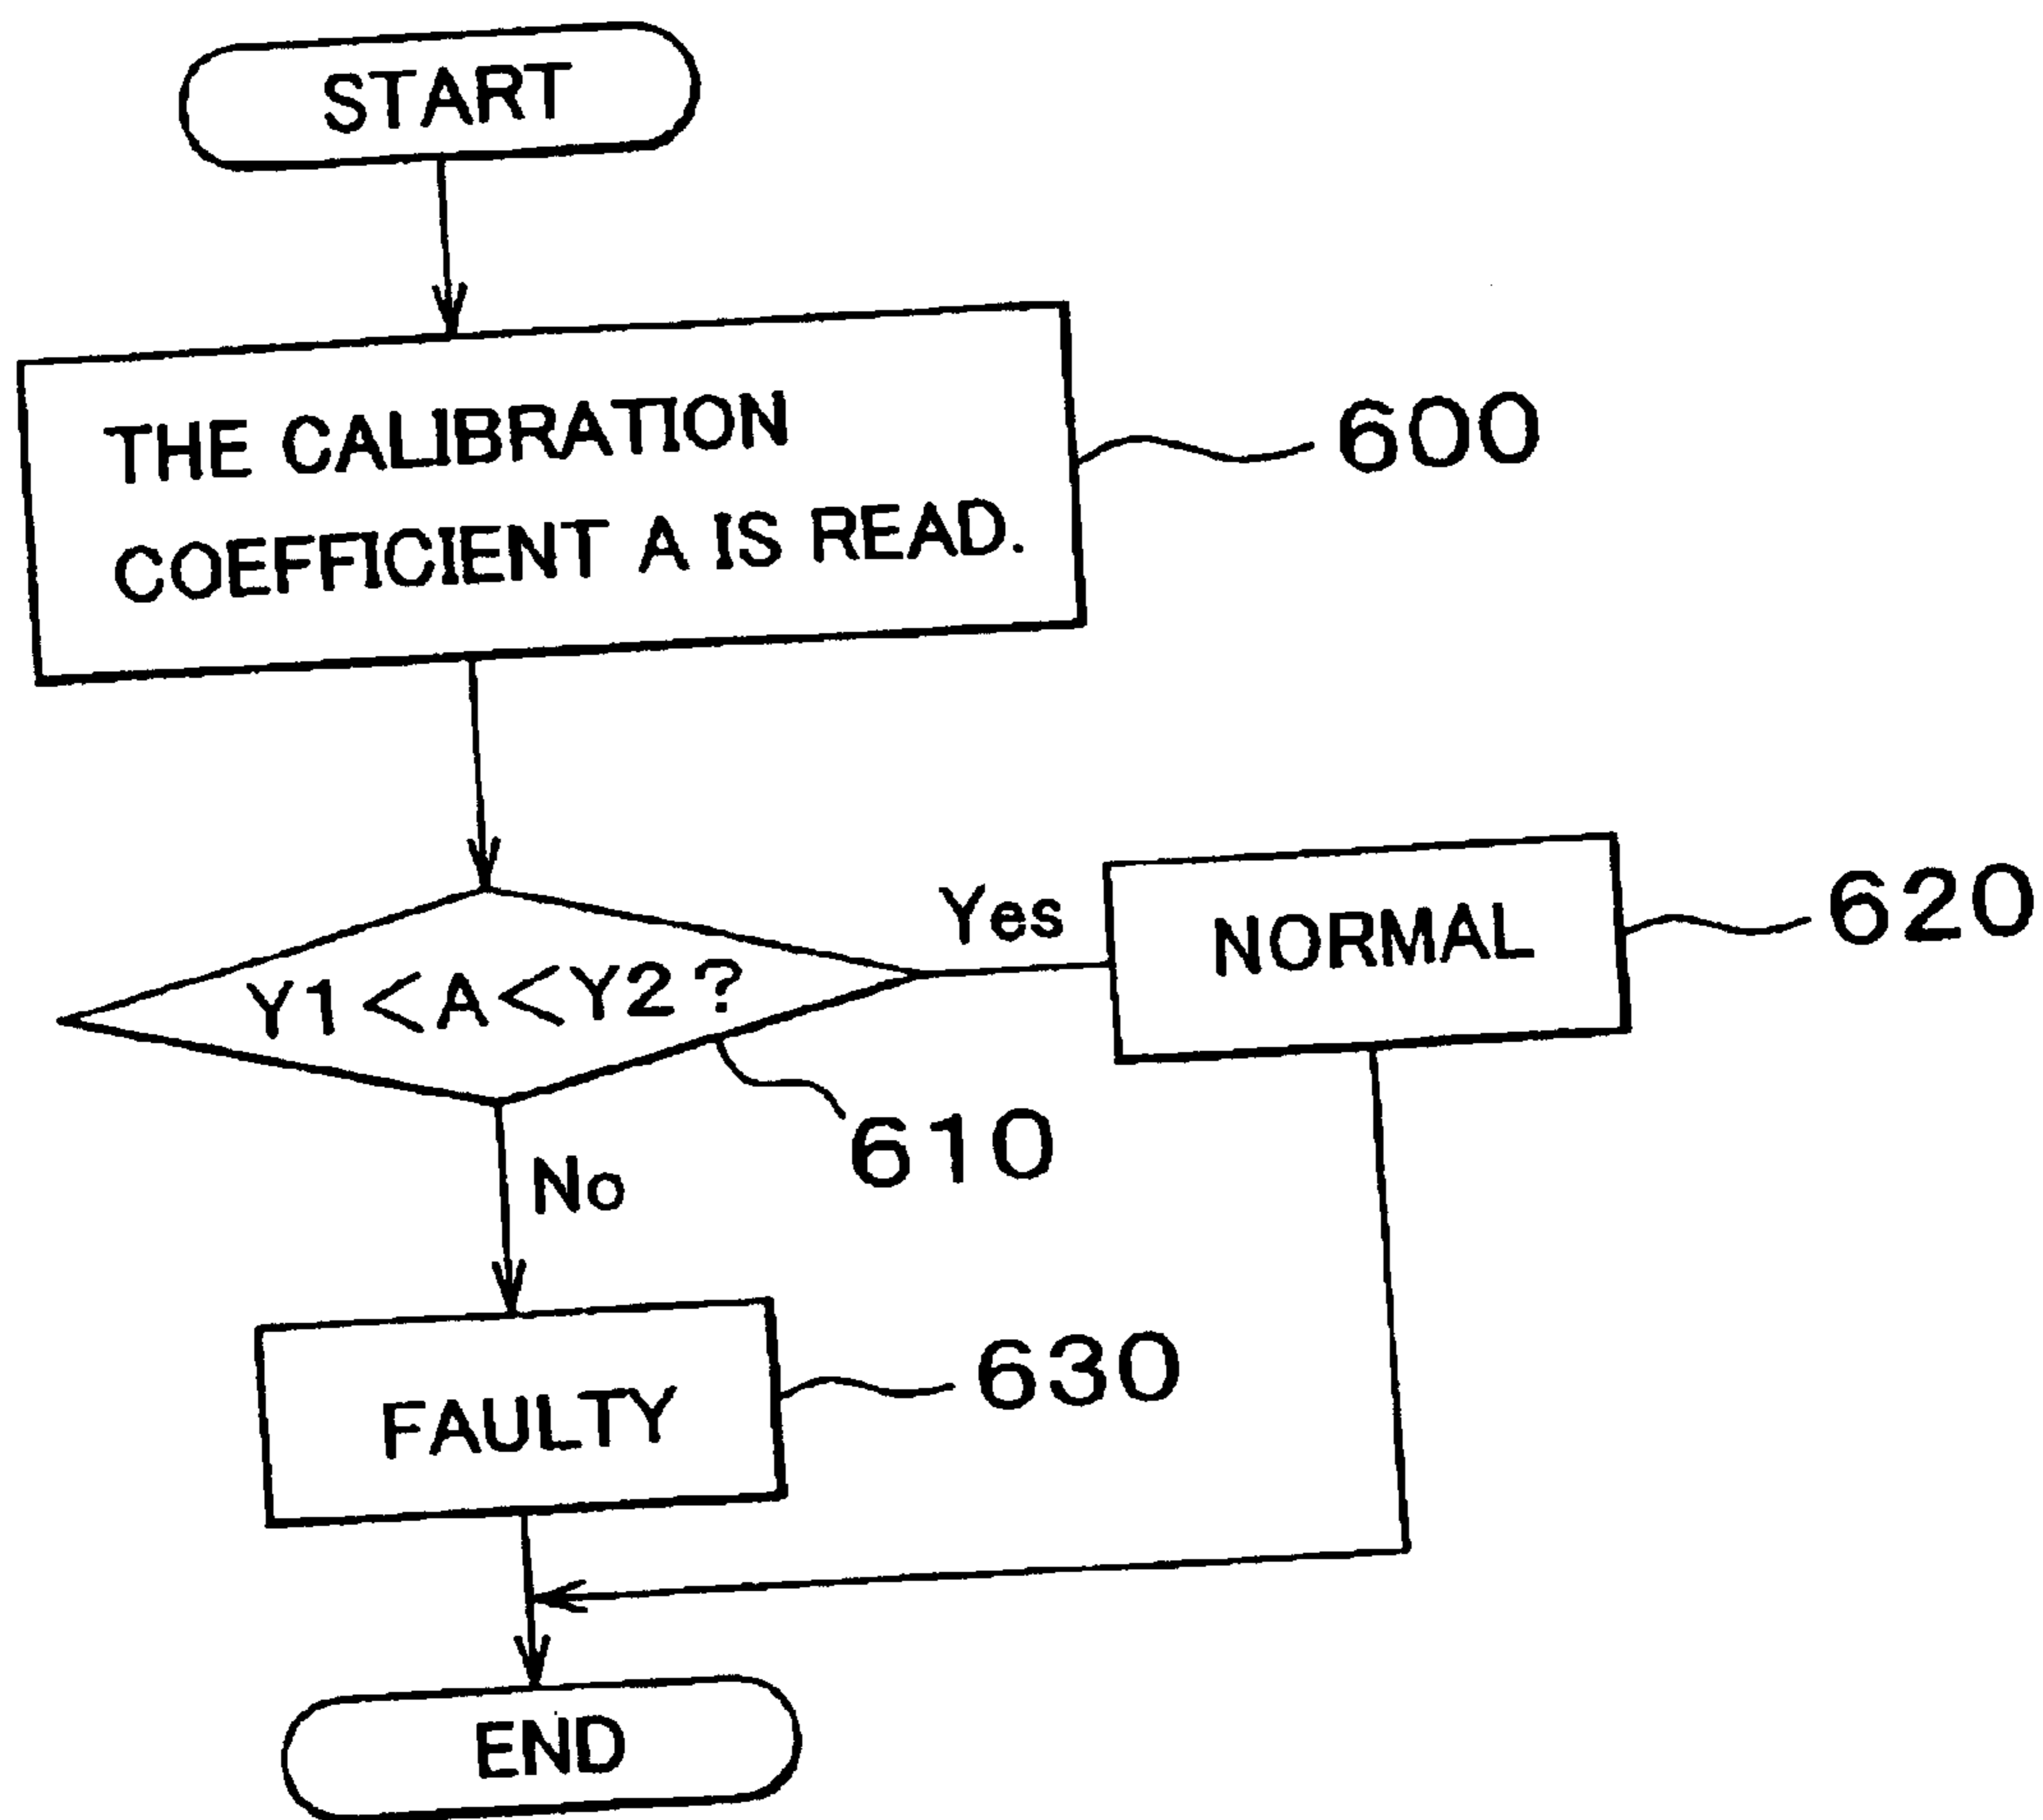 START
THE CALIBRATION
COEFFICIENT A IS READ.
600
Y1<A<Y2?
Yes
NORMAL
620
610
No
FAULTY
630
END